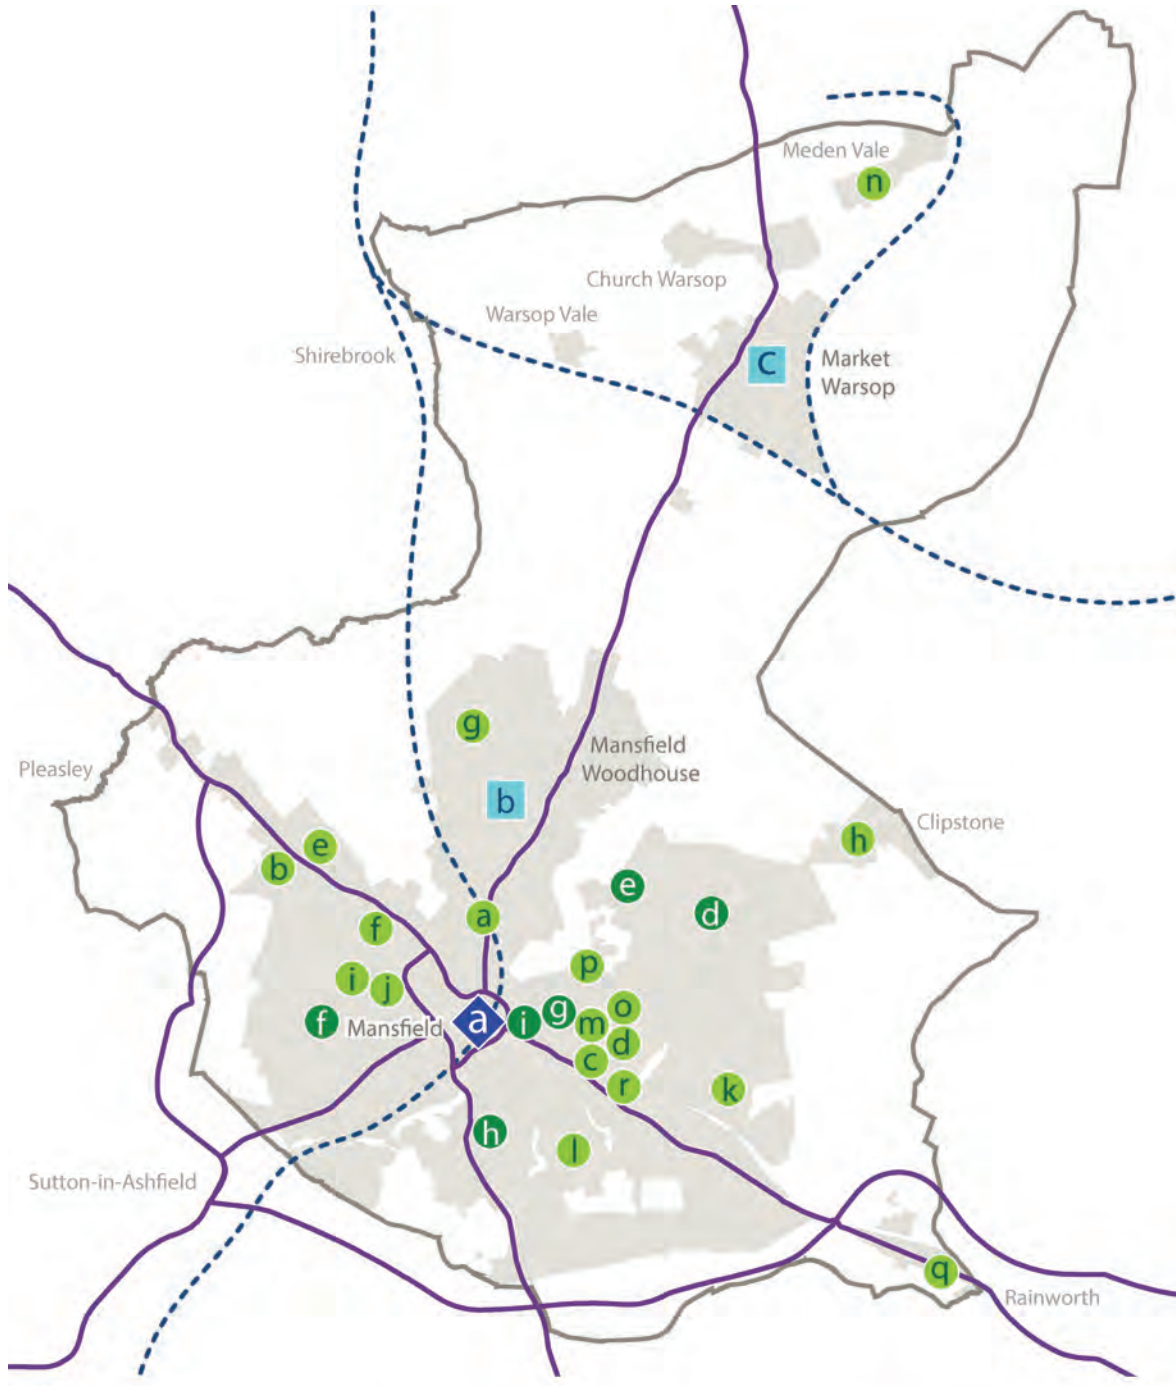 Meden Vale
n
Church Warsop
Warsop Vale
Shirebrook
C
Market
Warsop
g
Mansfield
Woodhouse
Pleasley
b
Clipstone
h
e
b
e
d
a
f
p
i
j
o
g
f
Mansfield
a
i
m
d
c
r
k
h
l
Sutton-in-Ashfield
q
Rainworth